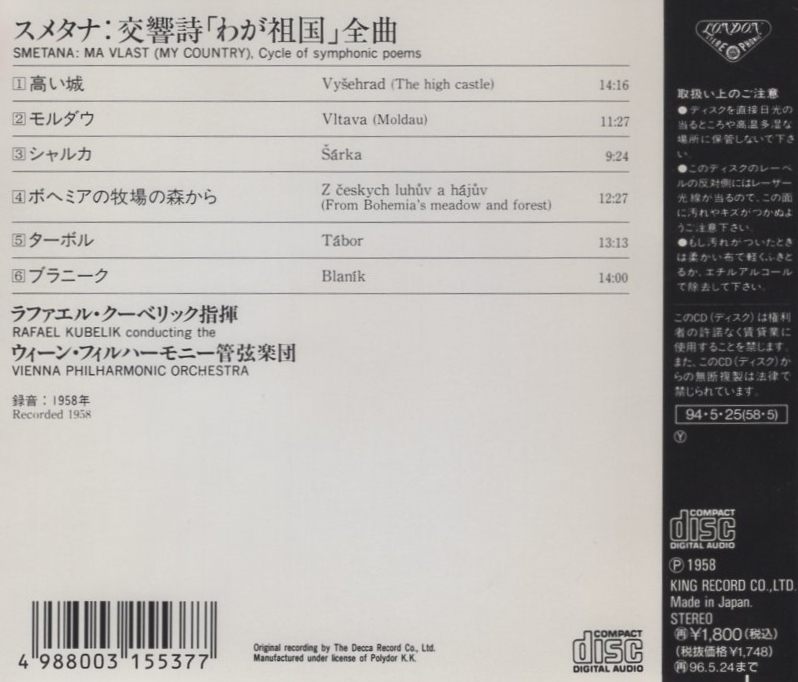 スメタナ:交響詩「わが祖国」全曲
SMETANA: MA VLAST (MY COUNTRY), Cycle of symphonic poems
1 高い城 Vyšehrad (The high castle) 14:16
2 モルダウ Vltava (Moldau) 11:27
3 シャルカ Šárka 9:24
4 ボヘミアの牧場の森から Z českych luhův a hájův
(From Bohemia's meadow and forest) 12:27
5 ターボル Tábor 13:13
6 ブラニーク Blaník 14:00
ラファエル・クーベリック指揮
RAFAEL KUBELIK conducting the
ウィーン・フィルハーモニー管弦楽団
VIENNA PHILHARMONIC ORCHESTRA
録音:1958年
Recorded 1958
4 988003 155377
Original recording by The Decca Record Co., Ltd.
Manufactured under license of Polydor K.K.
COMPACT
disc
DIGITAL AUDIO
LONDON
STEREO PHONIC
取扱い上のご注意
●ディスクを直接日光の
当るところや高温多湿な
場所に保管しないで下さ
い。
●このディスクのレーベ
ルの反対側にはレーザー
光線が当るので、この面
に汚れやキズがつかぬよ
うご注意下さい。
●もし汚れがついたとき
は柔かい布で軽くふきと
るか、エチルアルコール
で除去して下さい。
このCD(ディスク)は権利
者の許諾なく賃貸業に
使用することを禁じます。
また、このCD(ディスク)か
らの無断複製は法律で
禁じられています。
94・5・25(58・5)
Ⓨ
COMPACT
disc
DIGITAL AUDIO
Ⓟ1958
KING RECORD CO.,LTD.
Made in Japan.
STEREO
再¥1,800(税込)
(税抜価格¥1,748)
再96.5.24まで